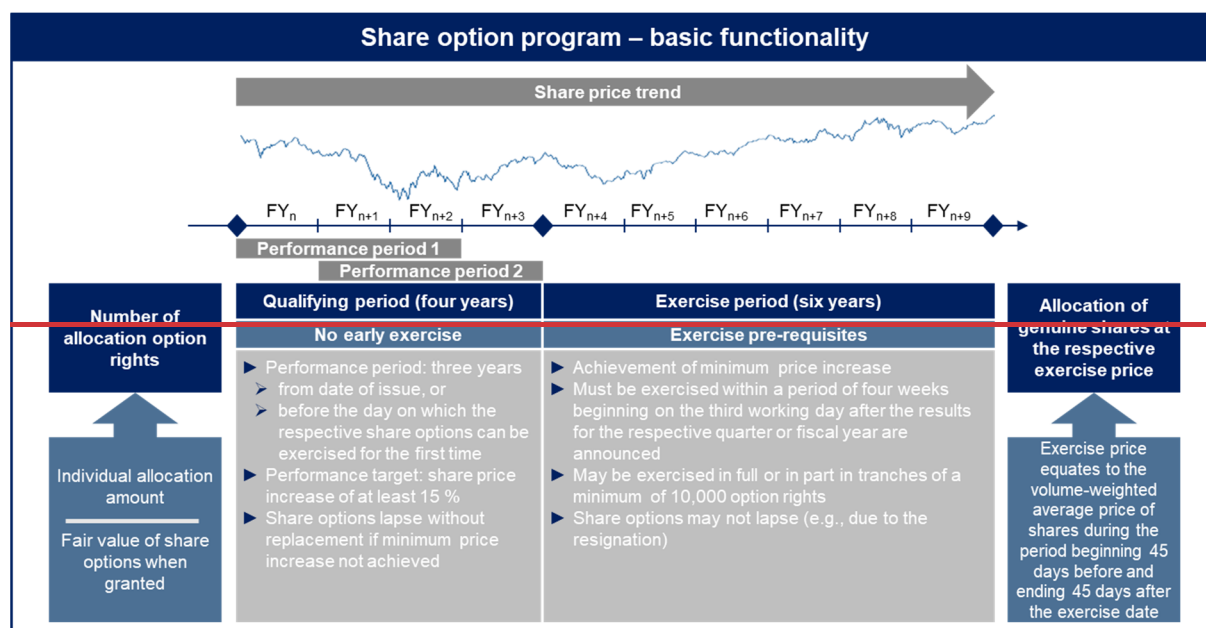 Share option program – basic functionality
Share price trend
FYn FYn+1 FYn+2 FYn+3 FYn+4 FYn+5 FYn+6 FYn+7 FYn+8 FYn+9
Performance period 1
Performance period 2
Number of
allocation option
rights
Individual allocation
amount
Fair value of share
options when
granted
Qualifying period (four years)
No early exercise
► Performance period: three years
➢ from date of issue, or
➢ before the day on which the
respective share options can be
exercised for the first time
► Performance target: share price
increase of at least 15 %
► Share options lapse without
replacement if minimum price
increase not achieved
Exercise period (six years)
Exercise pre-requisites
► Achievement of minimum price increase
► Must be exercised within a period of four weeks
beginning on the third working day after the results
for the respective quarter or fiscal year are
announced
► May be exercised in full or in part in tranches of a
minimum of 10,000 option rights
► Share options may not lapse (e.g., due to the
resignation)
Allocation of
genuine shares at
the respective
exercise price
Exercise price
equates to the
volume-weighted
average price of
shares during the
period beginning 45
days before and
ending 45 days after
the exercise date